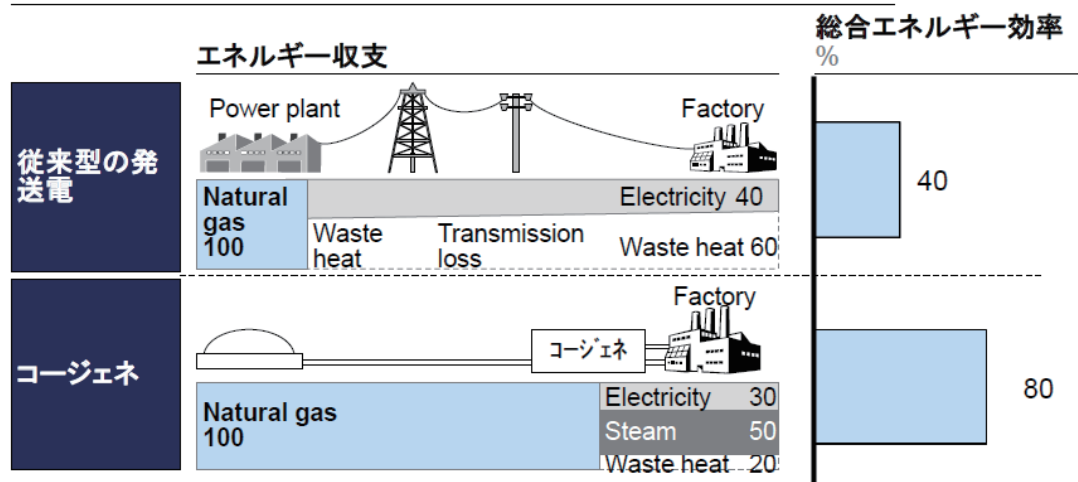 総合エネルギー効率
%
エネルギー収支
従来型の発
送電
Power plant
Factory
Natural
gas
100
Electricity 40
Waste
heat
Transmission
loss
Waste heat 60
40
コージェネ
Factory
コージェネ
Natural gas
100
Electricity 30
Steam 50
Waste heat 20
80